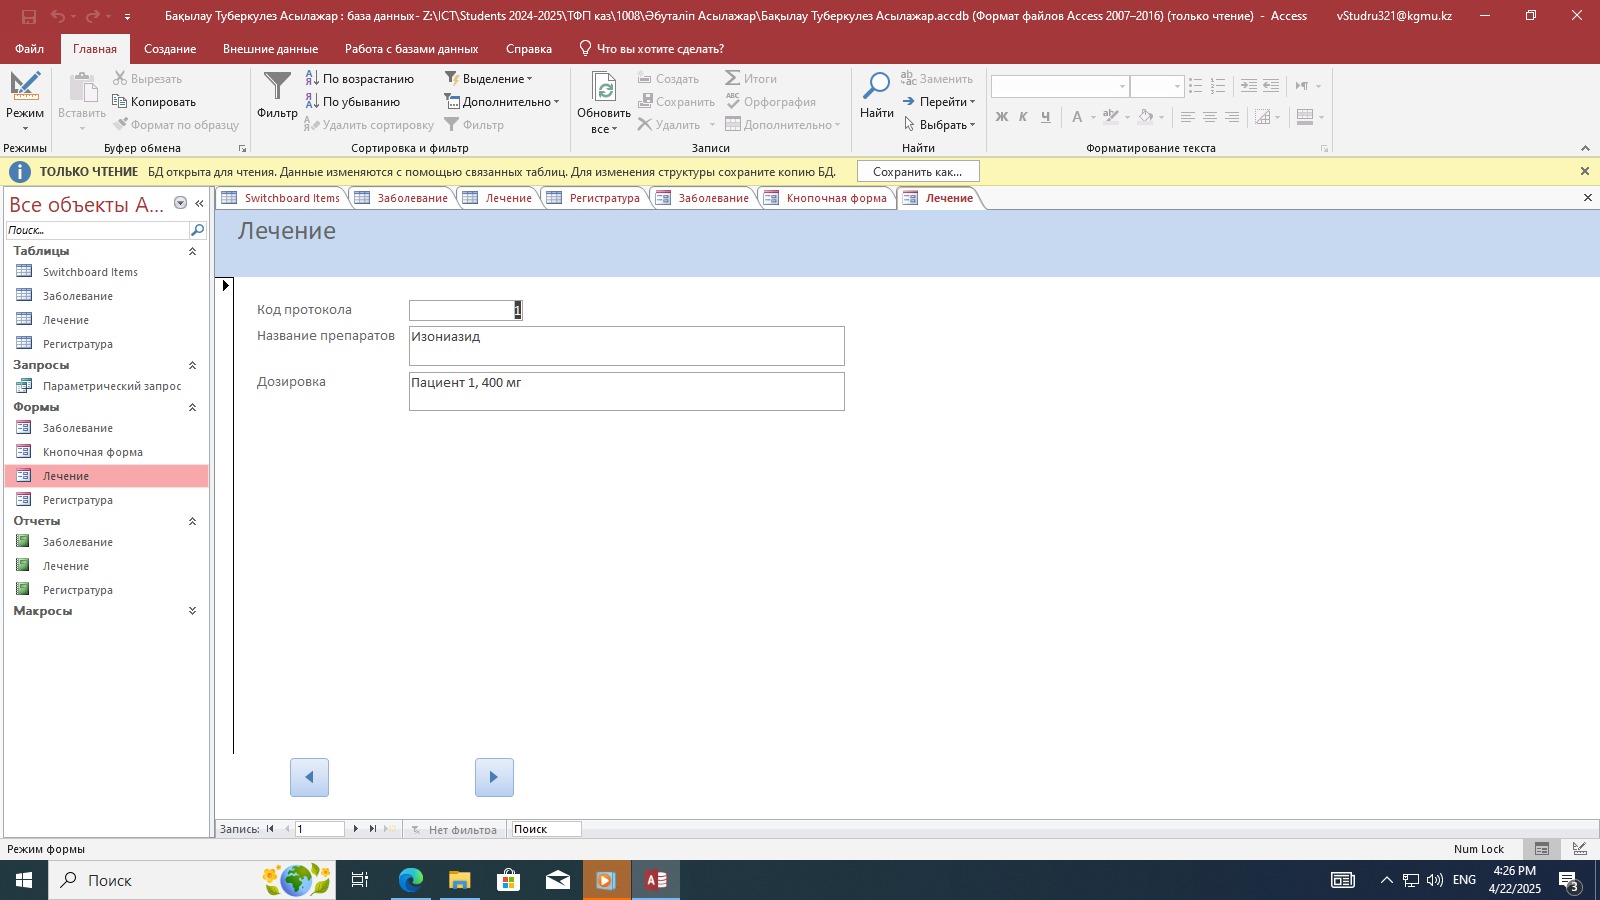 Бақылау Туберкулез Асылажар : база данных- Z:\ICT\Students 2024-2025\ТФП каз\1008\Әбуталіп Асылажар\Бақылау Туберкулез Асылажар.accdb (Формат файлов Access 2007–2016) (только чтение) - Access
vStudru321@kgmu.kz
Файл
Главная
Создание
Внешние данные
Работа с базами данных
Справка
Что вы хотите сделать?
Режим
Режимы
Вставить
Вырезать
Копировать
Формат по образцу
Буфер обмена
Фильтр
По возрастанию
По убыванию
Удалить сортировку
Выделение
Дополнительно
Фильтр
Сортировка и фильтр
Обновить
все
Создать
Сохранить
Удалить
Итоги
Орфография
Дополнительно
Записи
Найти
Заменить
Перейти
Выбрать
Найти
Ж К Ч
А
Форматирование текста
ТОЛЬКО ЧТЕНИЕ БД открыта для чтения. Данные изменяются с помощью связанных таблиц. Для изменения структуры сохраните копию БД.
Сохранить как...
Все объекты A...
Поиск...
Таблицы
Switchboard Items
Заболевание
Лечение
Регистратура
Запросы
Параметрический запрос
Формы
Заболевание
Кнопочная форма
Лечение
Регистратура
Отчеты
Заболевание
Лечение
Регистратура
Макросы
Switchboard Items
Заболевание
Лечение
Регистратура
Заболевание
Кнопочная форма
Лечение
Лечение
Код протокола
1
Название препаратов
Изониазид
Дозировка
Пациент 1, 400 мг
Запись:
1
Нет фильтра
Поиск
Режим формы
Num Lock
Поиск
ENG
4:26 PM
4/22/2025
3